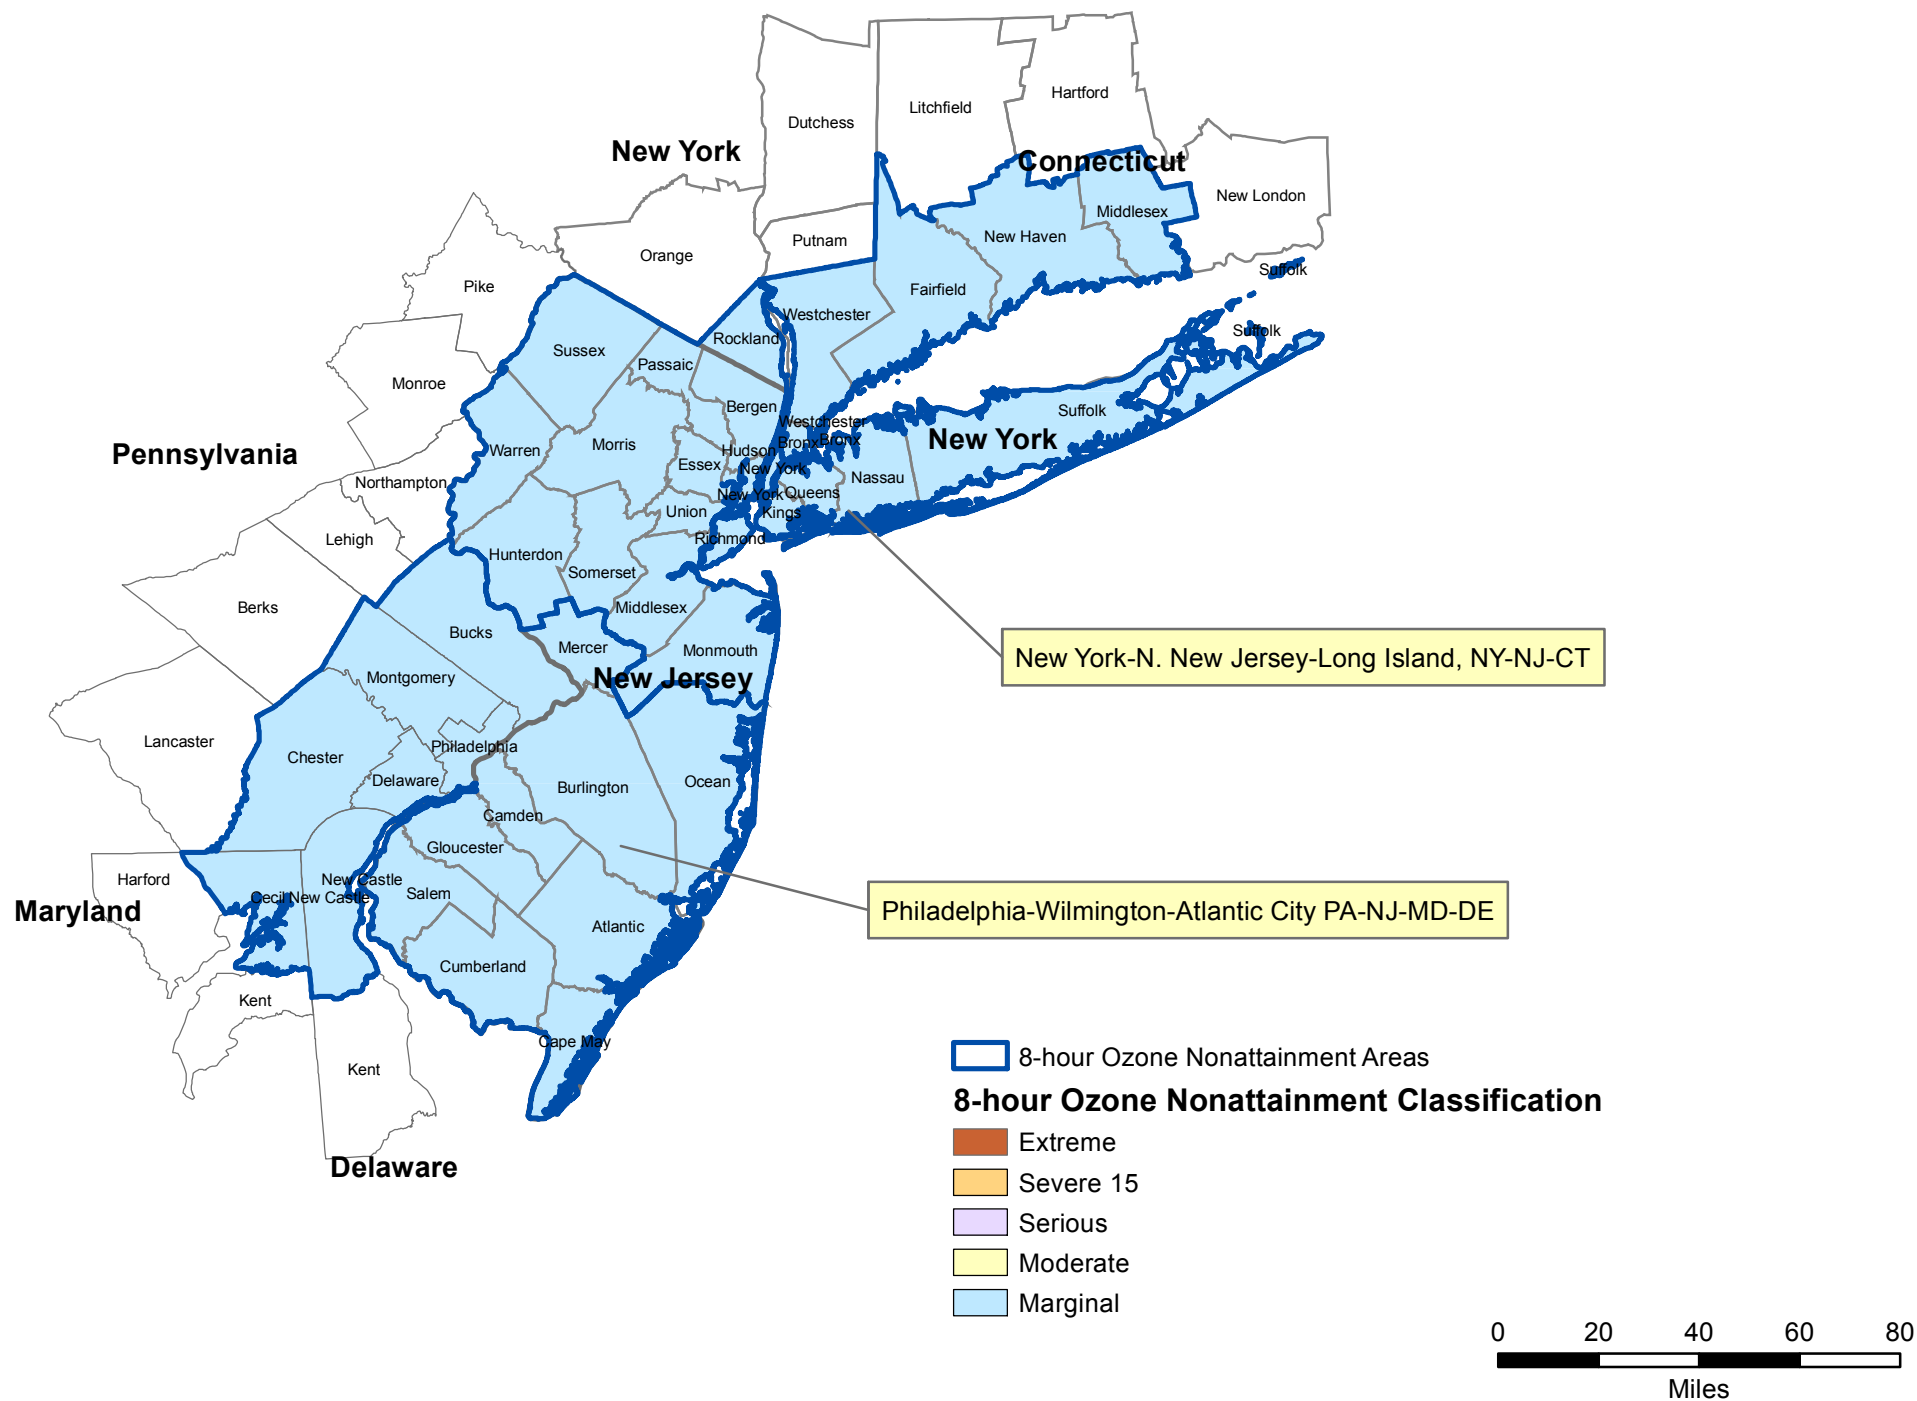 Hartford
Litchfield
Dutchess
New York
Connecticut
New London
Middlesex
New Haven
Putnam
Orange
Suffolk
Pike
Fairfield
Westchester
Suffolk
Rockland
Sussex
Passaic
Monroe
Bergen
Suffolk
Westchester
New York
Bronx
Bronx
Morris
Warren
Hudson
Pennsylvania
Essex
New York
Nassau
Northampton
New York
Queens
Union
Kings
Lehigh
Richmond
Hunterdon
Somerset
Berks
Middlesex
Bucks
Mercer
Monmouth
New York-N. New Jersey-Long Island, NY-NJ-CT
Montgomery
New Jersey
Lancaster
Philadelphia
Chester
Delaware
Ocean
Burlington
Camden
Gloucester
Harford
New Castle
Salem
Cecil
New Castle
Maryland
Philadelphia-Wilmington-Atlantic City PA-NJ-MD-DE
Atlantic
Cumberland
Kent
Cape May
Kent
Delaware
8-hour Ozone Nonattainment Areas
8-hour Ozone Nonattainment Classification
Extreme
Severe 15
Serious
Moderate
Marginal
0 20 40 60 80
Miles